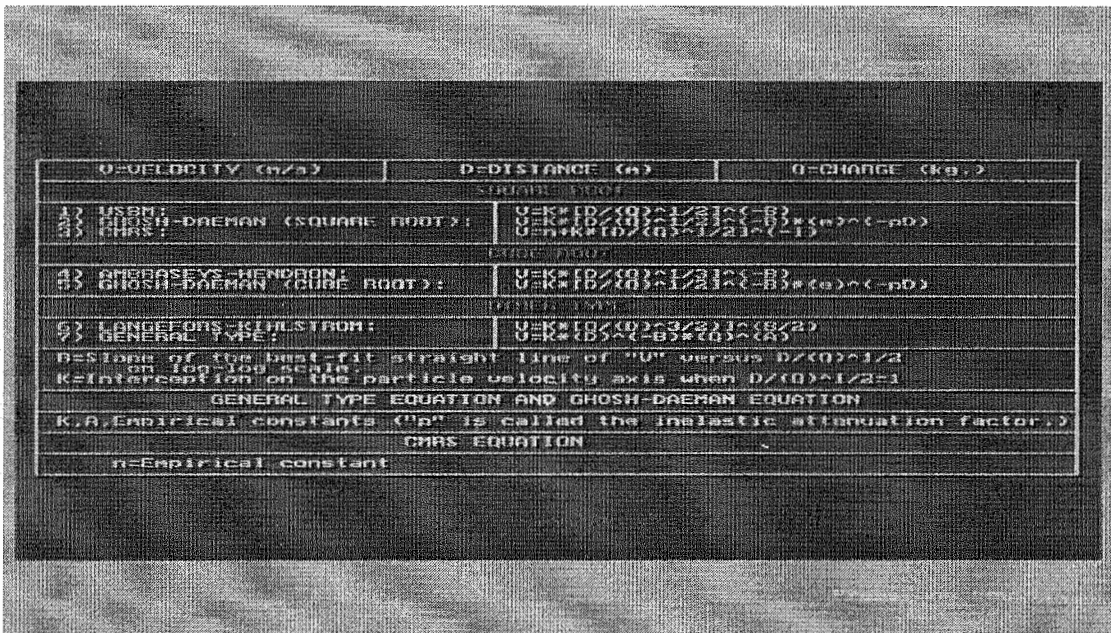 V=VELOCITY (m/s) D=DISTANCE (m) Q=CHARGE (kg.)
SQUARE ROOT
1) USBM: V=K*[D/(Q)^1/2]^(-B)
2) GHOSH-DAEMAN (SQUARE ROOT): V=K*[D/(Q)^1/2]^(-B)*(e)^(-pD)
3) CMRS: V=n+K*[D/(Q)^1/2]^(-1)
CUBE ROOT
4) AMBRASEYS-HENDRON: V=K*[D/(Q)^1/3]^(-B)
5) GHOSH-DAEMAN (CUBE ROOT): V=K*[D/(Q)^1/3]^(-B)*(e)^(-pD)
6) LANGEFORS-KIHLSTROM: V=K*[Q/(D)^3/2)]^(B/2)
7) GENERAL TYPE: V=K*(D)^(-B)*(Q)^(A)
B=Slope of the best-fit straight line of "V" versus D/(Q)^1/2
on log-log scale.
K=Interception on the particle velocity axis when D/(Q)^1/2=1
GENERAL TYPE EQUATION AND GHOSH-DAEMAN EQUATION
K,A,Empirical constants ("p" is called the inelastic attenuation factor.)
CMRS EQUATION
n=Empirical constant